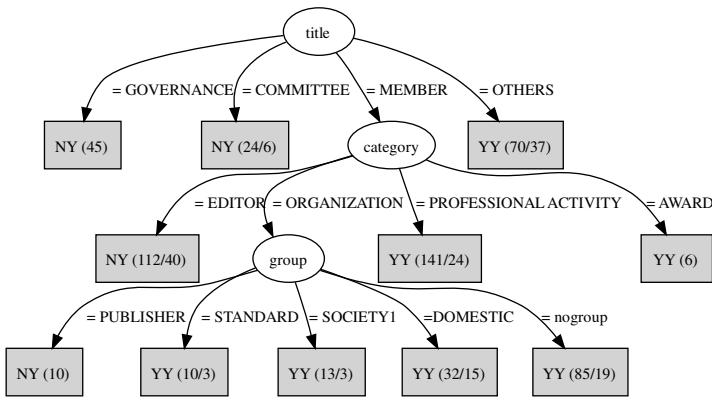 title
= GOVERNANCE = COMMITTEE = MEMBER = OTHERS
NY (45) NY (24/6) category YY (70/37)
= EDITOR = ORGANIZATION = PROFESSIONAL ACTIVITY = AWARD
NY (112/40) group YY (141/24) YY (6)
= PUBLISHER = STANDARD = SOCIETY1 =DOMESTIC = nogroup
NY (10) YY (10/3) YY (13/3) YY (32/15) YY (85/19)